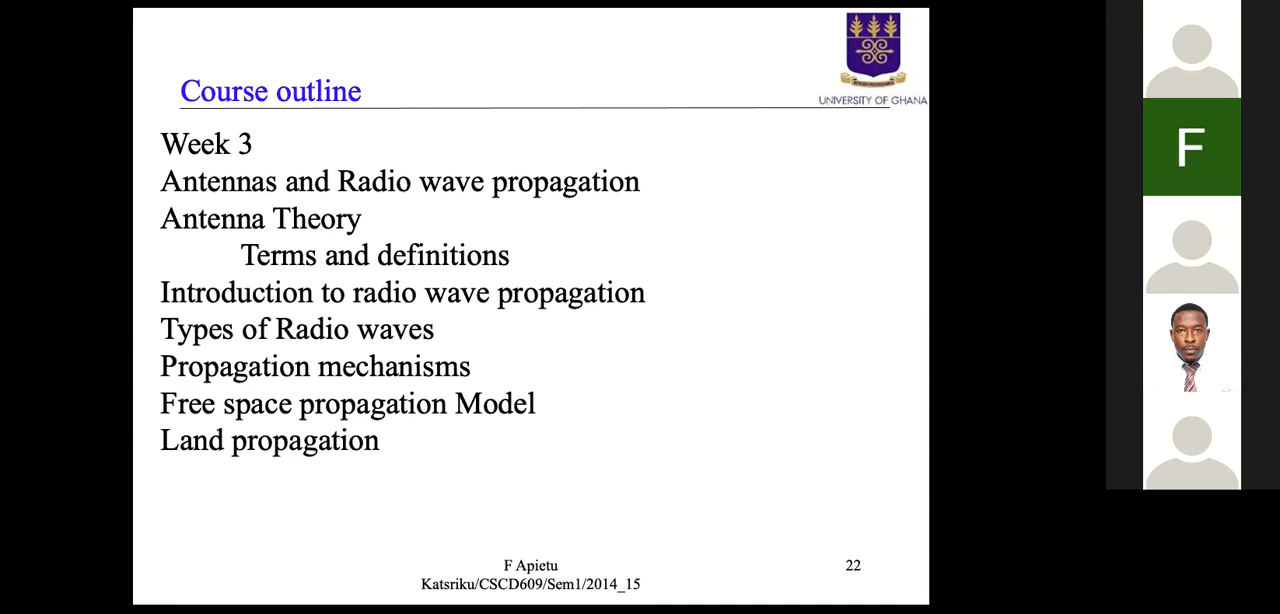 UNIVERSITY OF GHANA
Course outline
Week 3
Antennas and Radio wave propagation
Antenna Theory
Terms and definitions
Introduction to radio wave propagation
Types of Radio waves
Propagation mechanisms
Free space propagation Model
Land propagation
F Apietu
Katsriku/CSCD609/Sem1/2014_15
22
F